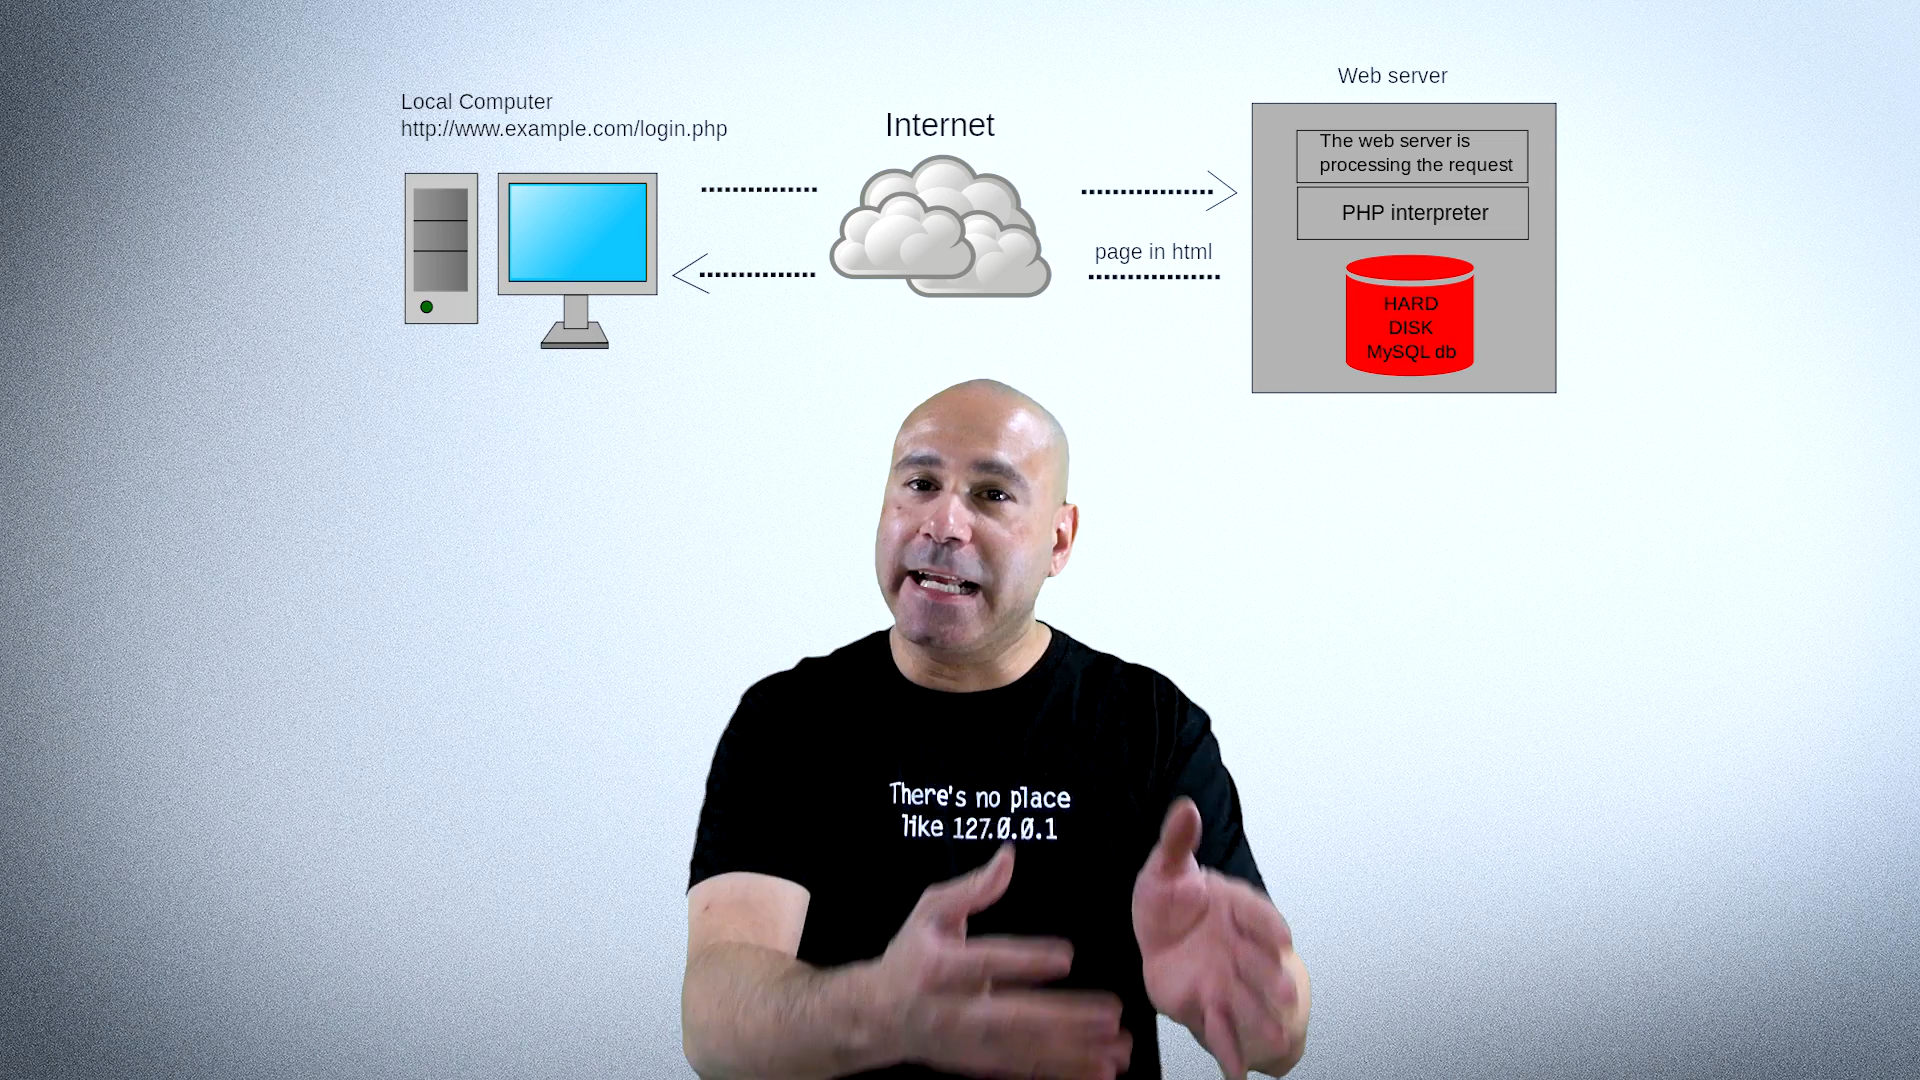 Web server
Local Computer
http://www.example.com/login.php
Internet
The web server is
processing the request
PHP interpreter
page in html
HARD
DISK
MySQL db
There's no place
like 127.0.0.1